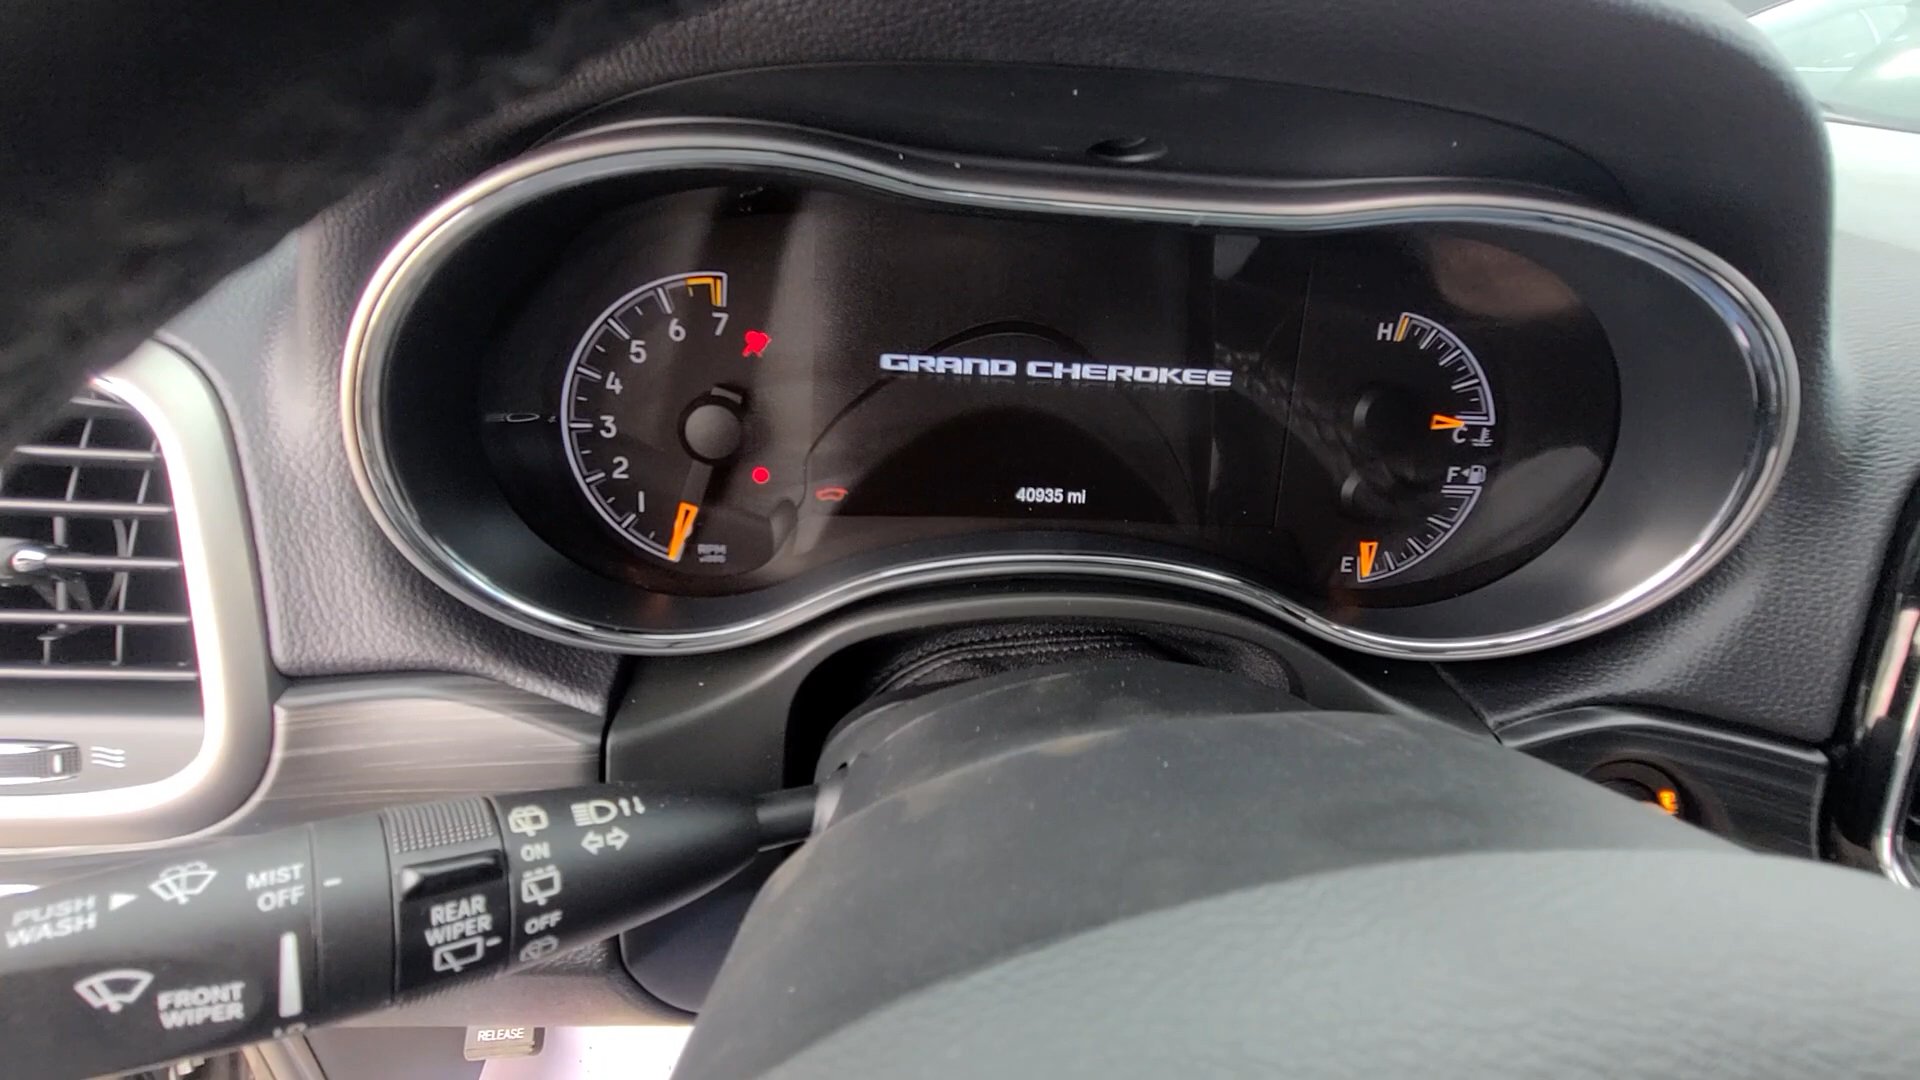 7
6
5
4
3
2
1
RPM
GRAND CHEROKEE
40935 mi
H
C
F
E
PUSH
WASH
MIST
OFF
FRONT
WIPER
REAR
WIPER
ON
OFF
RELEASE